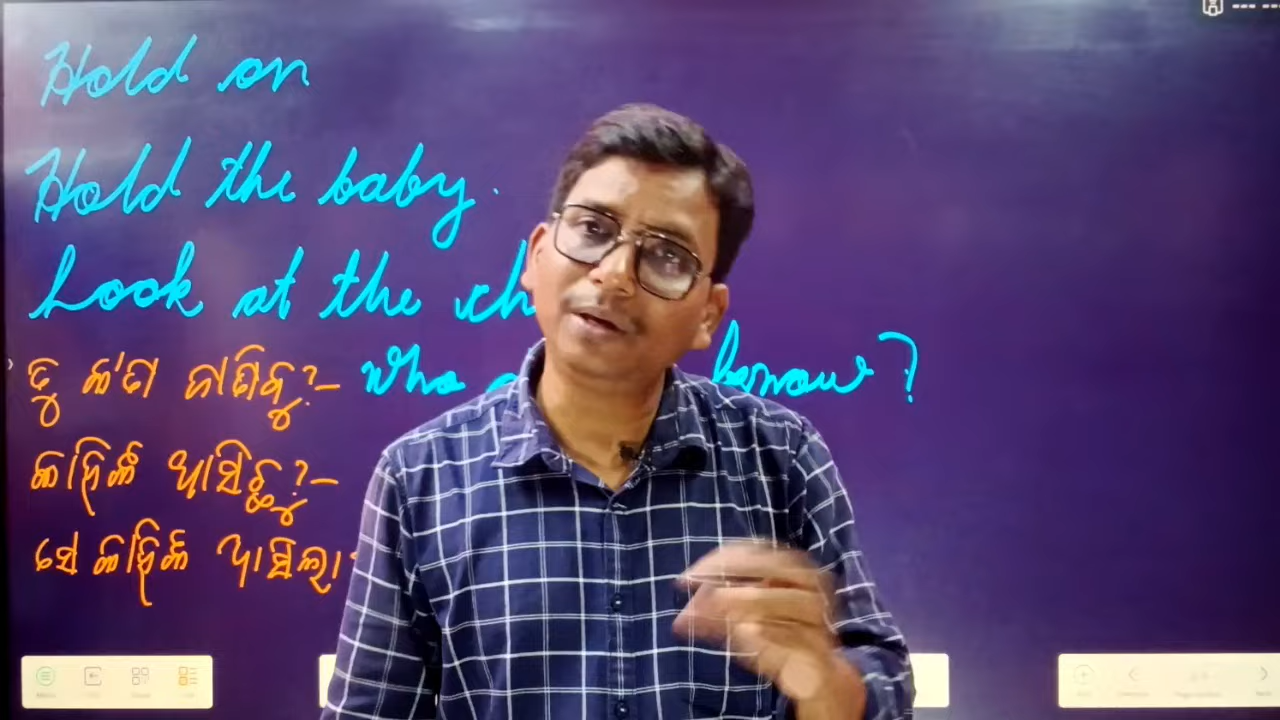 Hold on
Hold the baby.
Look at the
ତୁ କ'ଣ ଜାଣିବୁ?- Who know?
କାହିଁକି ଆସିଛୁ?-
ସେ କାହିଁକି ଆସିଲା